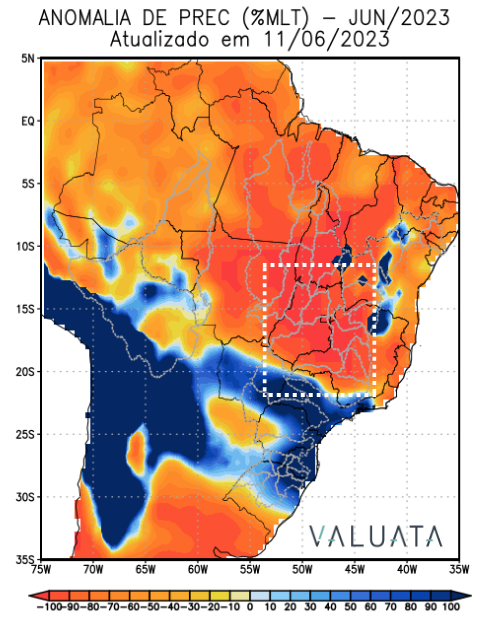 ANOMALIA DE PREC (%MLT) – JUN/2023
Atualizado em 11/06/2023
5N
EQ
5S
10S
15S
20S
25S
30S
35S
VALUATA
75W 70W 65W 60W 55W 50W 45W 40W 35W
-100 -90 -80 -70 -60 -50 -40 -30 -20 -10 0 10 20 30 40 50 60 70 80 90 100